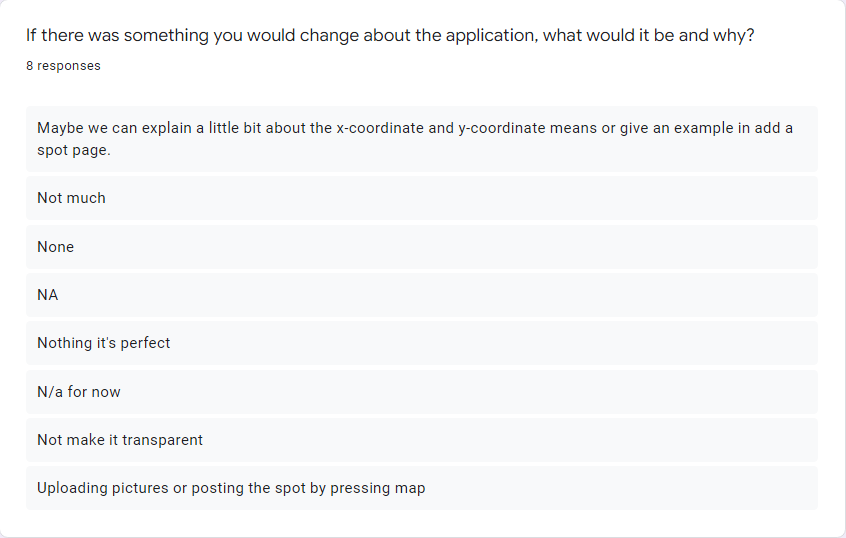 If there was something you would change about the application, what would it be and why?
8 responses
Maybe we can explain a little bit about the x-coordinate and y-coordinate means or give an example in add a
spot page.
Not much
None
NA
Nothing it's perfect
N/a for now
Not make it transparent
Uploading pictures or posting the spot by pressing map